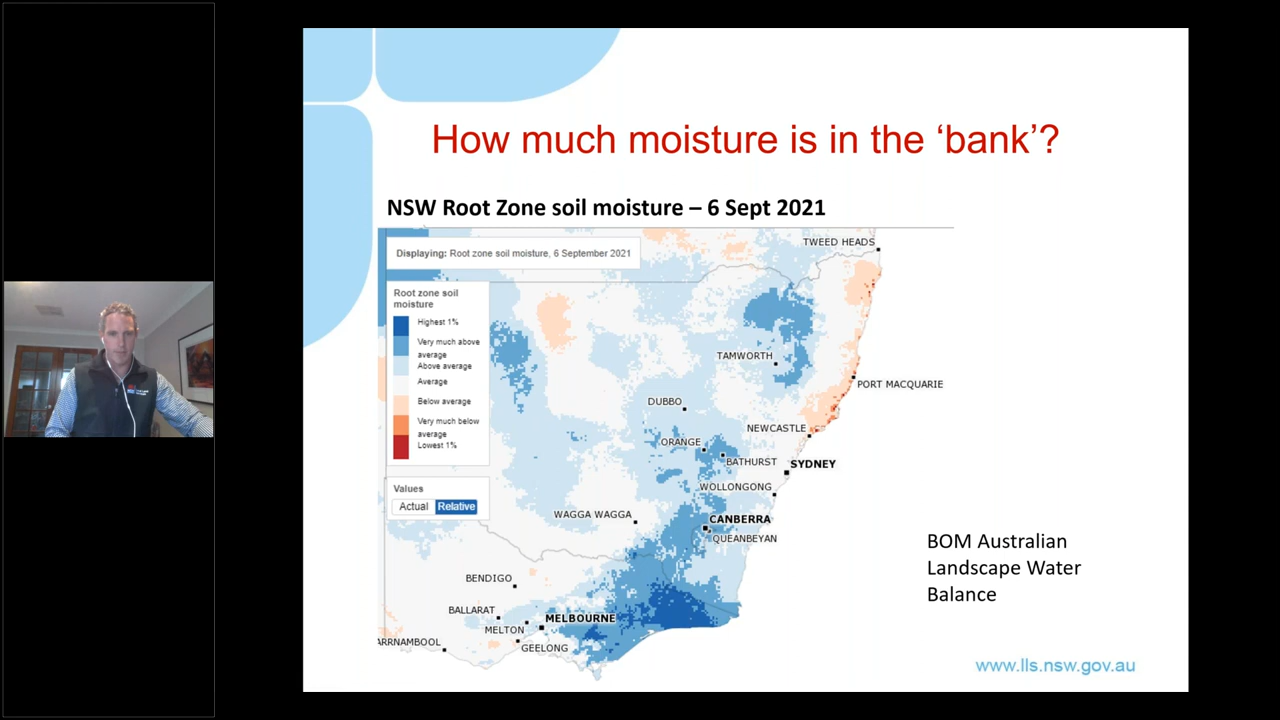 How much moisture is in the ‘bank’?
NSW Root Zone soil moisture – 6 Sept 2021
Displaying: Root zone soil moisture, 6 September 2021
Root zone soil
moisture
Highest 1%
Very much above
average
Above average
Average
Below average
Very much below
average
Lowest 1%
Values
Actual Relative
TWEED HEADS
TAMWORTH
PORT MACQUARIE
DUBBO
NEWCASTLE
ORANGE
BATHURST
SYDNEY
WOLLONGONG
WAGGA WAGGA
CANBERRA
QUEANBEYAN
BENDIGO
BALLARAT
MELBOURNE
MELTON
ARRNAMBOOL
GEELONG
BOM Australian
Landscape Water
Balance
www.lls.nsw.gov.au